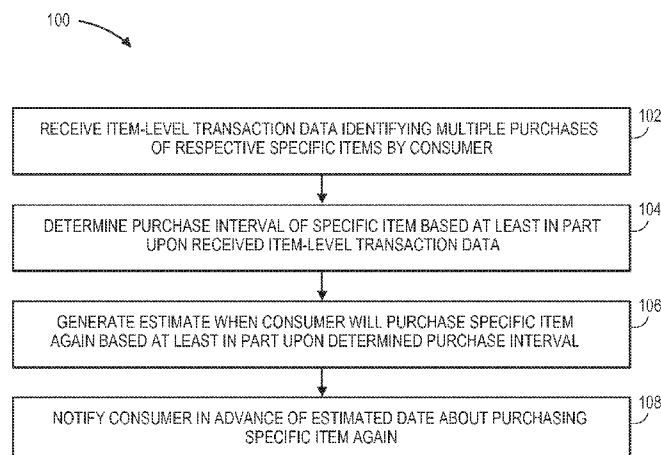 100
RECEIVE ITEM-LEVEL TRANSACTION DATA IDENTIFYING MULTIPLE PURCHASES
OF RESPECTIVE SPECIFIC ITEMS BY CONSUMER
102
DETERMINE PURCHASE INTERVAL OF SPECIFIC ITEM BASED AT LEAST IN PART
UPON RECEIVED ITEM-LEVEL TRANSACTION DATA
104
GENERATE ESTIMATE WHEN CONSUMER WILL PURCHASE SPECIFIC ITEM
AGAIN BASED AT LEAST IN PART UPON DETERMINED PURCHASE INTERVAL
106
NOTIFY CONSUMER IN ADVANCE OF ESTIMATED DATE ABOUT PURCHASING
SPECIFIC ITEM AGAIN
108